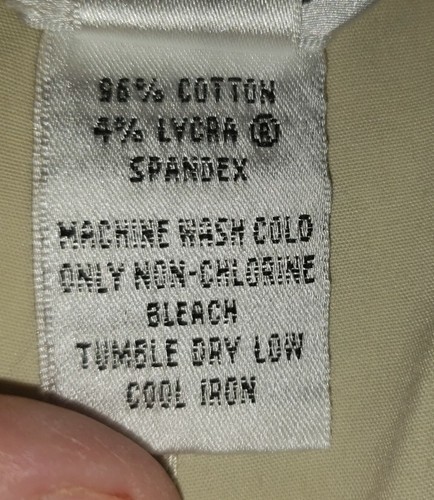 96% COTTON
4% LYCRA ®
SPANDEX
MACHINE WASH COLD
ONLY NON-CHLORINE
BLEACH
TUMBLE DRY LOW
COOL IRON